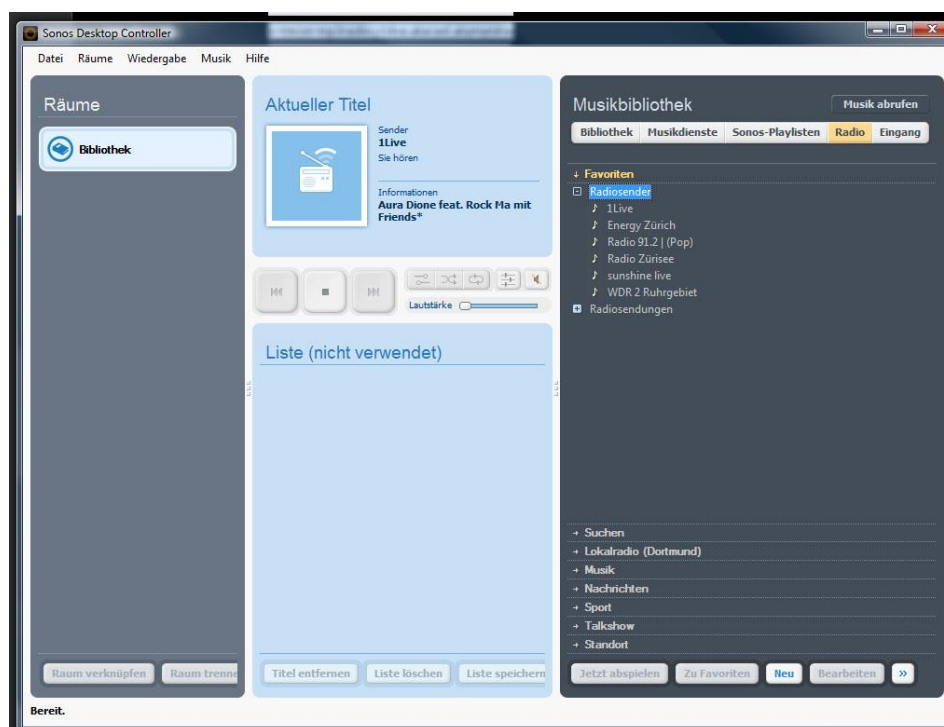 Sonos Desktop Controller
Datei Räume Wiedergabe Musik Hilfe
Räume
Bibliothek
Raum verknüpfen Raum trenne
Aktueller Titel
Sender
1Live
Sie hören
Informationen
Aura Dione feat. Rock Ma mit
Friends*
Lautstärke
Liste (nicht verwendet)
Titel entfernen Liste löschen Liste speichern
Musikbibliothek
Musik abrufen
Bibliothek Musikdienste Sonos-Playlisten Radio Eingang
Favoriten
Radiosender
1Live
Energy Zürich
Radio 91.2 | (Pop)
Radio Zürisee
sunshine live
WDR 2 Ruhrgebiet
Radiosendungen
Suchen
Lokalradio (Dortmund)
Musik
Nachrichten
Sport
Talkshow
Standort
Jetzt abspielen Zu Favoriten Neu Bearbeiten »
Bereit.